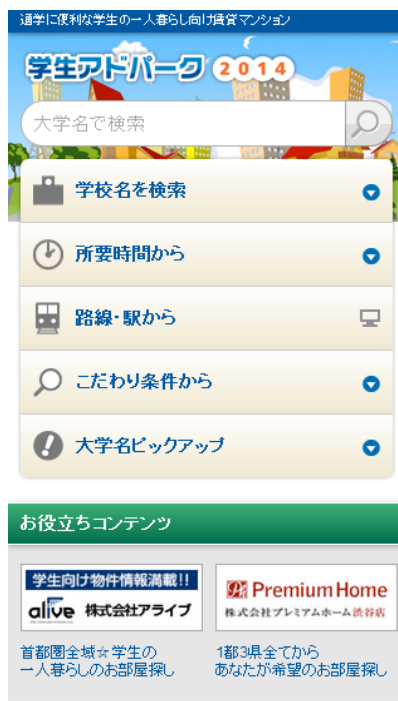 通学に便利な学生の一人暮らし向け賃貸マンション
学生アドパーク 2014
大学名で検索
学校名を検索
所要時間から
路線・駅から
こだわり条件から
大学名ピックアップ
お役立ちコンテンツ
学生向け物件情報満載!!
alive 株式会社アライブ
Premium Home
株式会社プレミアムホーム渋谷店
首都圏全域☆学生の
一人暮らしのお部屋探し
1都3県全てから
あなたが希望のお部屋探し